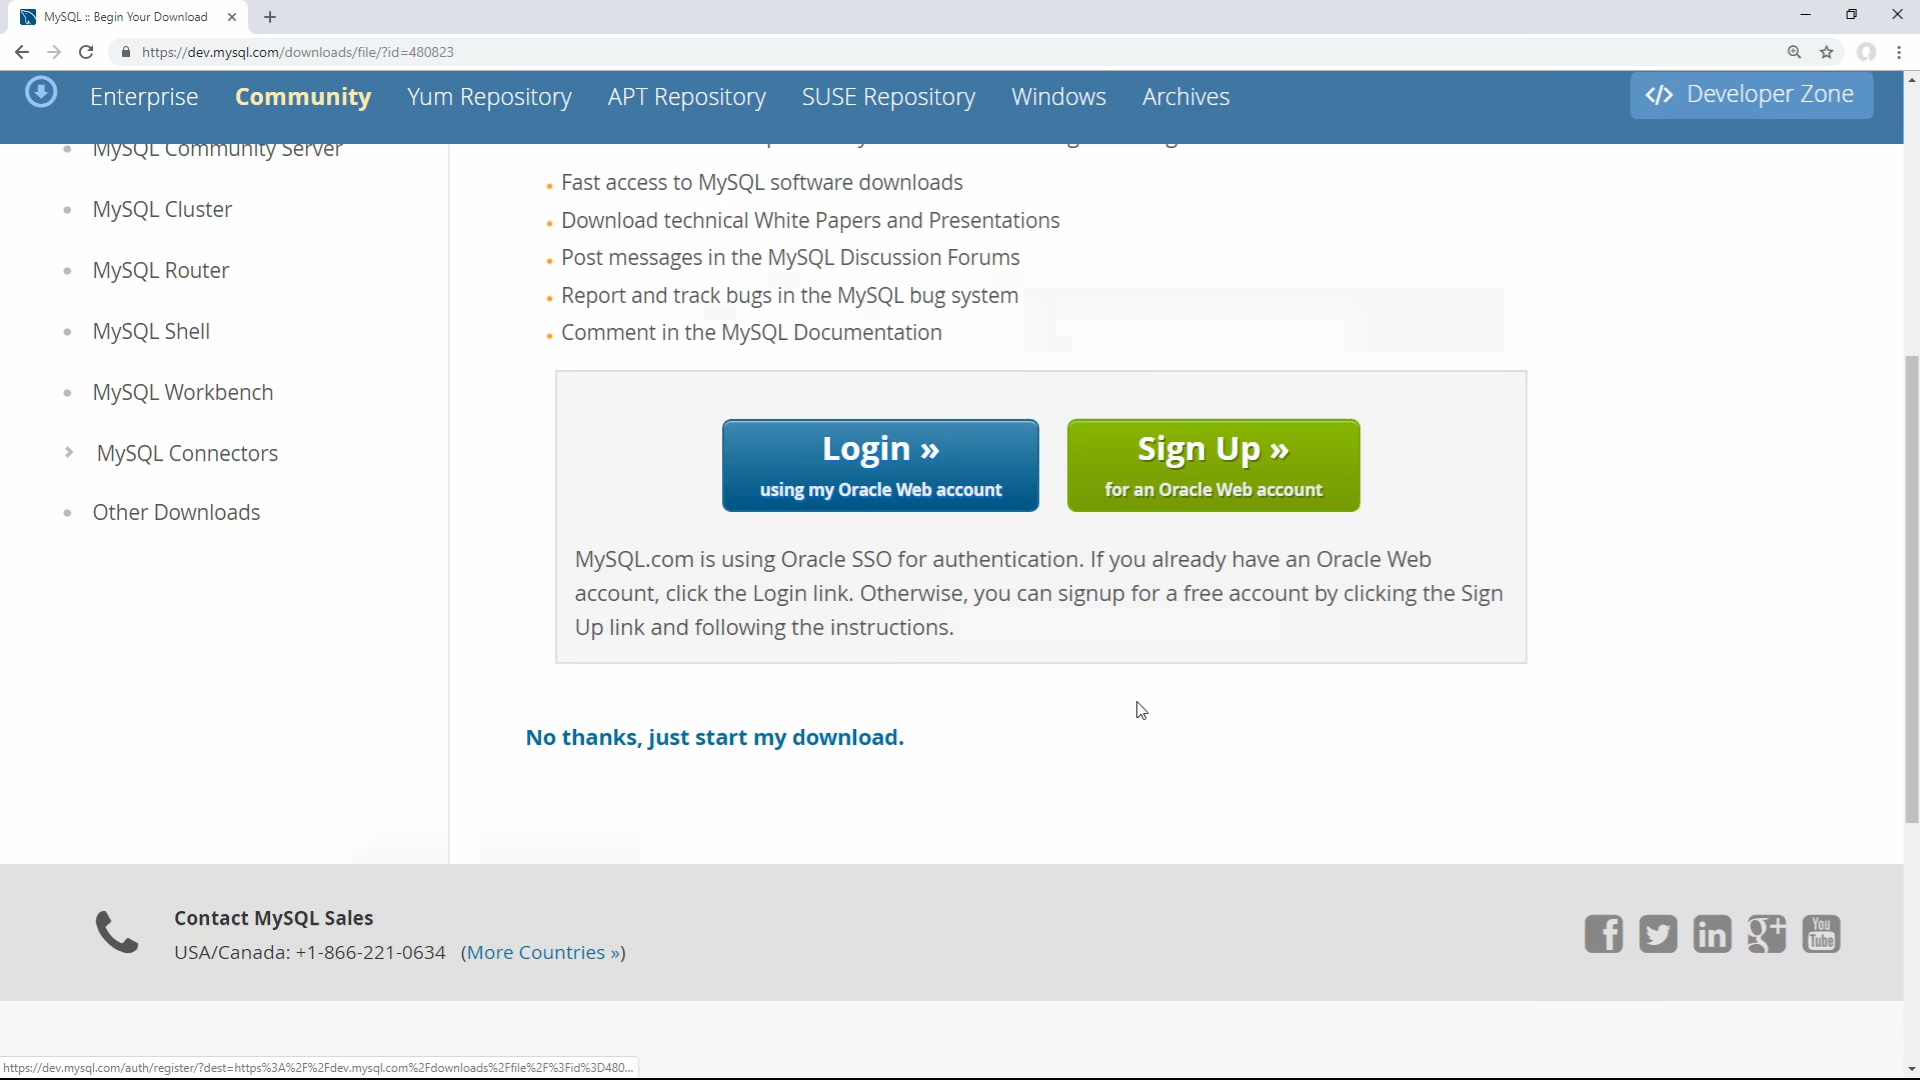 MySQL :: Begin Your Download
https://dev.mysql.com/downloads/file/?id=480823
Enterprise Community Yum Repository APT Repository SUSE Repository Windows Archives </> Developer Zone
MySQL Community Server
MySQL Cluster
MySQL Router
MySQL Shell
MySQL Workbench
MySQL Connectors
Other Downloads
Fast access to MySQL software downloads
Download technical White Papers and Presentations
Post messages in the MySQL Discussion Forums
Report and track bugs in the MySQL bug system
Comment in the MySQL Documentation
Login »
using my Oracle Web account
Sign Up »
for an Oracle Web account
MySQL.com is using Oracle SSO for authentication. If you already have an Oracle Web
account, click the Login link. Otherwise, you can signup for a free account by clicking the Sign
Up link and following the instructions.
No thanks, just start my download.
Contact MySQL Sales
USA/Canada: +1-866-221-0634 (More Countries »)
f in g+ You Tube
https://dev.mysql.com/auth/register/?dest=https%3A%2F%2Fdev.mysql.com%2Fdownloads%2Ffile%2F%3Fid%3D480...